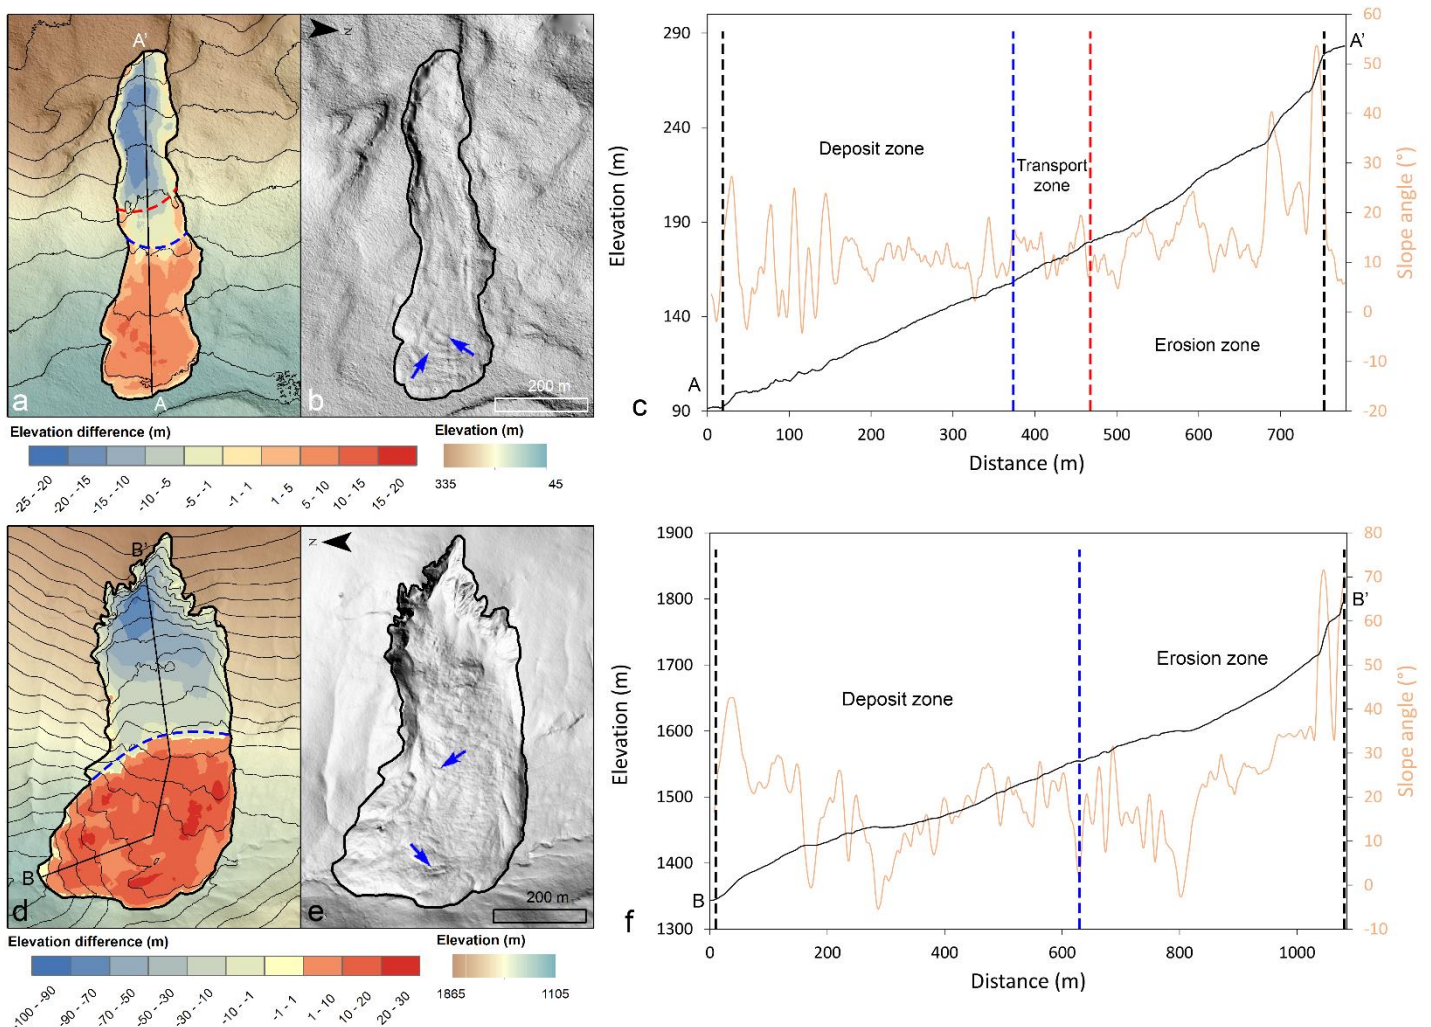 A'
N
a
A
b
200 m
Elevation difference (m)
-25 - -20
-20 - -15
-15 - -10
-10 - -5
-5 - -1
-1 - 1
1 - 5
5 - 10
10 - 15
15 - 20
Elevation (m)
335
45
290
240
190
140
90
Elevation (m)
60
50
40
30
20
10
0
-10
-20
Slope angle (°)
Deposit zone
Transport
zone
Erosion zone
A
A'
c
0
100
200
300
400
500
600
700
Distance (m)
B'
N
B
d
e
200 m
Elevation difference (m)
-100 - -90
-90 - -70
-70 - -50
-50 - -30
-30 - -10
-10 - -1
-1 - 1
1 - 10
10 - 20
20 - 30
Elevation (m)
1865
1105
1900
1800
1700
1600
1500
1400
1300
Elevation (m)
80
70
60
50
40
30
20
10
0
-10
Slope angle (°)
Deposit zone
Erosion zone
B
B'
f
0
200
400
600
800
1000
Distance (m)